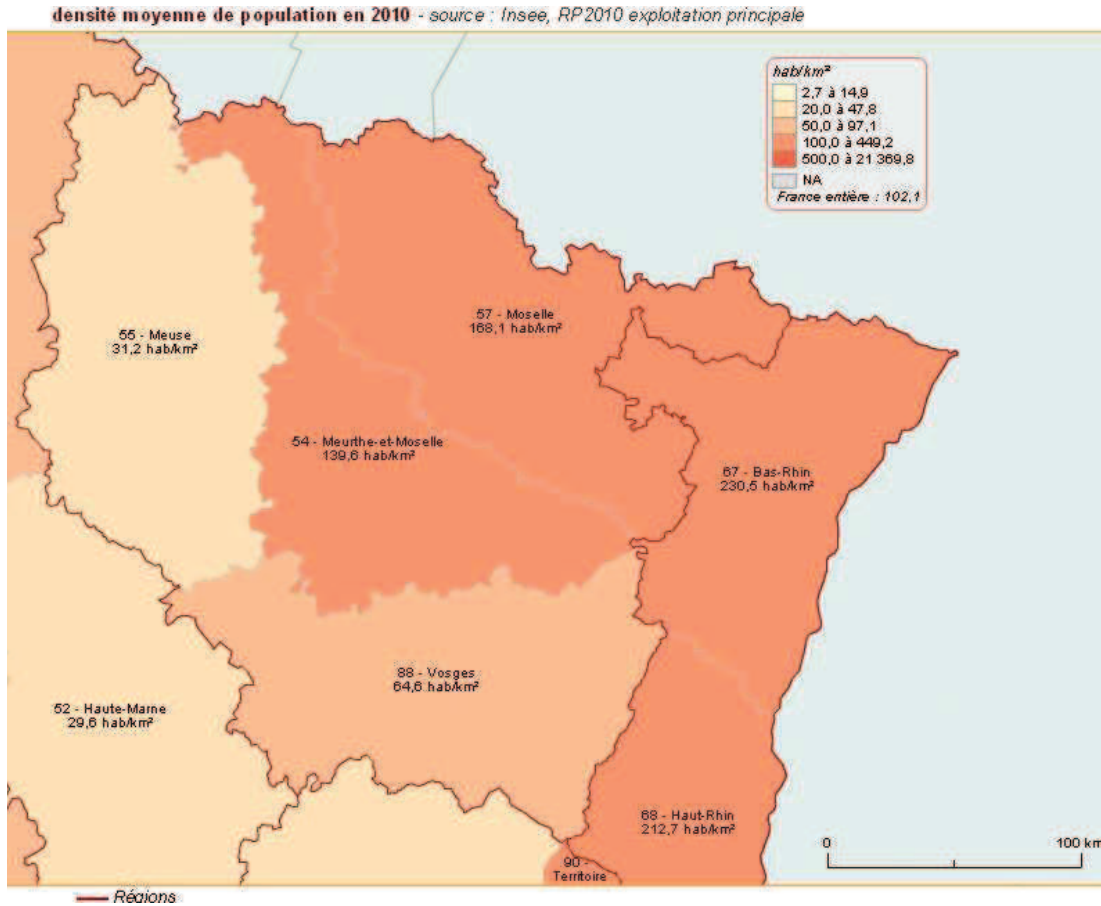 densité moyenne de population en 2010 - source : Insee, RP2010 exploitation principale
hab/km²
2,7 à 14,9
20,0 à 47,8
50,0 à 97,1
100,0 à 449,2
500,0 à 21 369,8
NA
France entière : 102,1
57 - Moselle
168,1 hab/km²
55 - Meuse
31,2 hab/km²
54 - Meurthe-et-Moselle
139,6 hab/km²
67 - Bas-Rhin
230,5 hab/km²
88 - Vosges
64,6 hab/km²
52 - Haute-Marne
29,6 hab/km²
68 - Haut-Rhin
212,7 hab/km²
90 -
Territoire
0 100 km
Régions